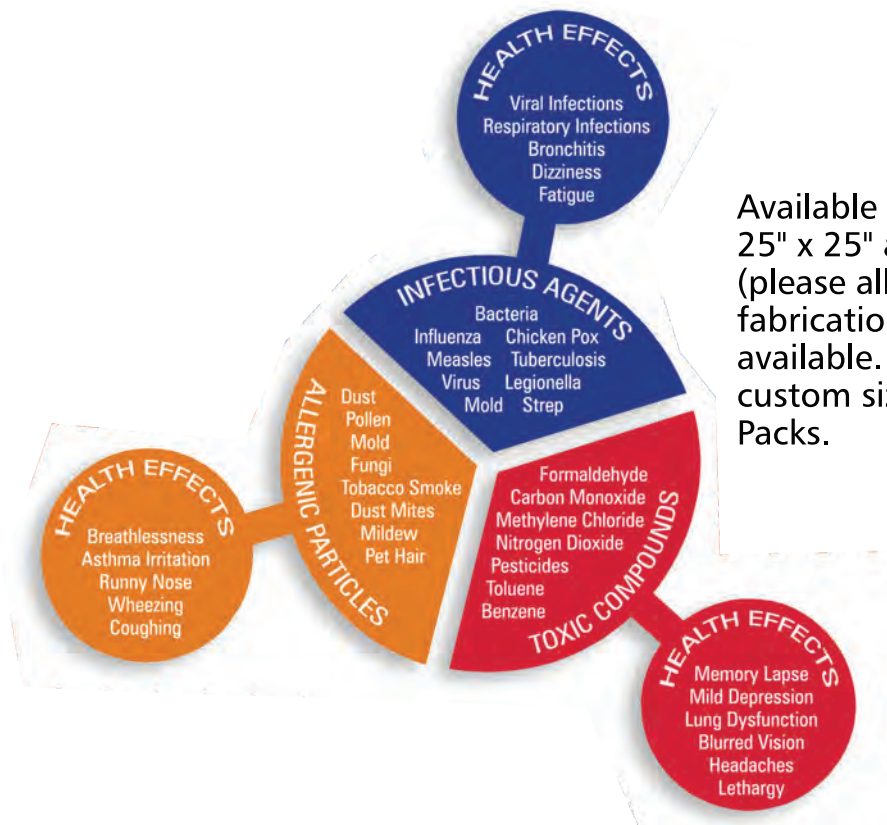 HEALTH EFFECTS
Viral Infections
Respiratory Infections
Bronchitis
Dizziness
Fatigue
INFECTIOUS AGENTS
Bacteria
Influenza Chicken Pox
Measles Tuberculosis
Virus Legionella
Mold Strep
ALLERGENIC PARTICLES
Dust
Pollen
Mold
Fungi
Tobacco Smoke
Dust Mites
Mildew
Pet Hair
HEALTH EFFECTS
Breathlessness
Asthma Irritation
Runny Nose
Wheezing
Coughing
Formaldehyde
Carbon Monoxide
Methylene Chloride
Nitrogen Dioxide
Pesticides
Toluene
Benzene
TOXIC COMPOUNDS
HEALTH EFFECTS
Memory Lapse
Mild Depression
Lung Dysfunction
Blurred Vision
Headaches
Lethargy
Available
25" x 25"
(please
fabrication
available.
custom
Packs.